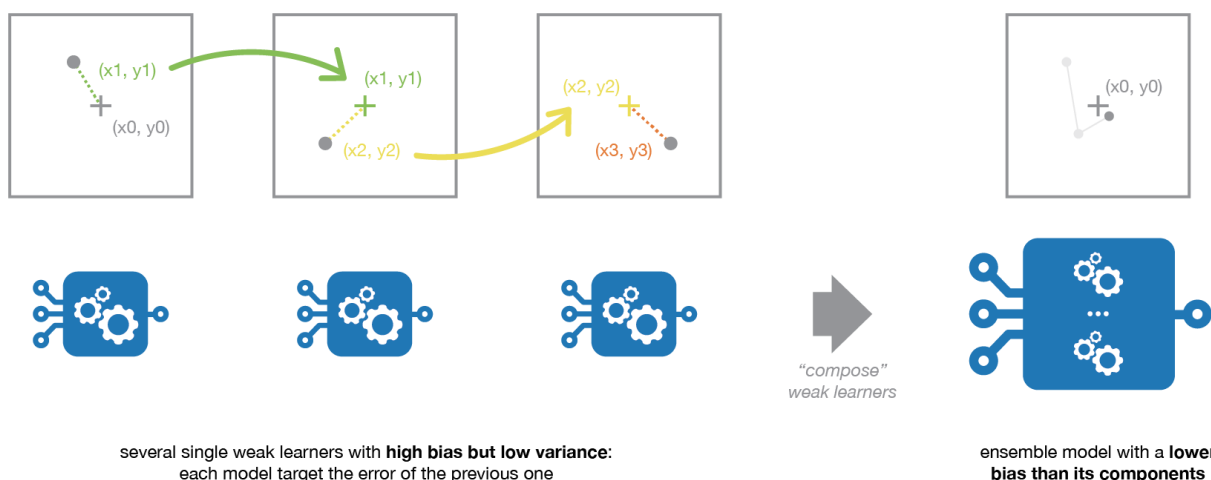 (x1, y1)
(x0, y0)
(x1, y1)
(x2, y2)
(x2, y2)
(x3, y3)
(x0, y0)
“compose”
weak learners
several single weak learners with high bias but low variance:
each model target the error of the previous one
ensemble model with a lower
bias than its components